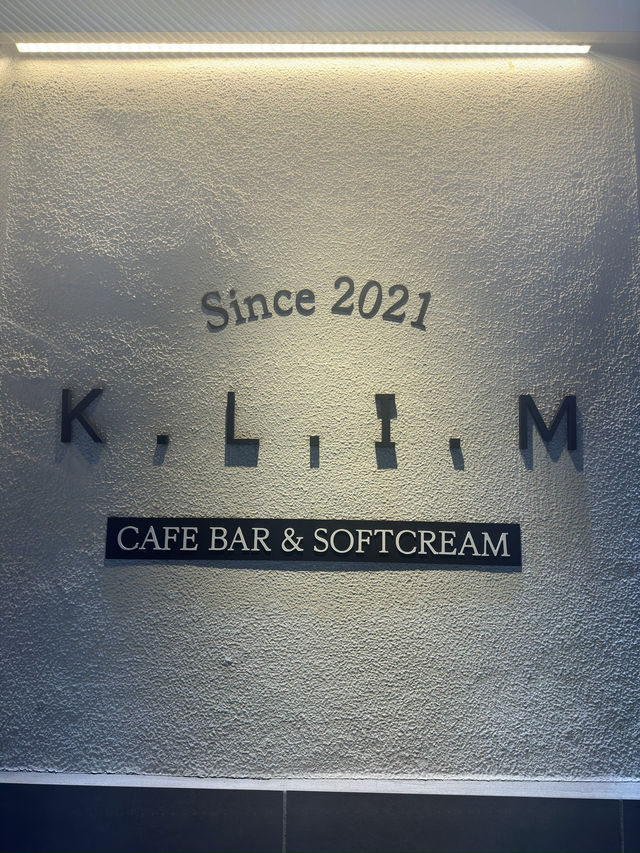 Since 2021
K.L.I.M
CAFE BAR & SOFTCREAM